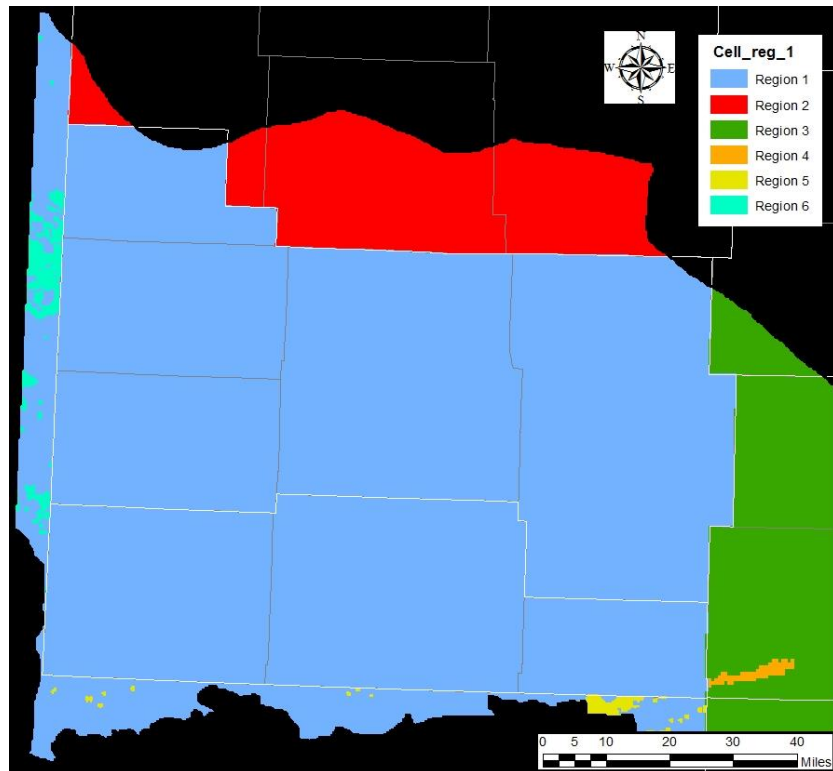 N
W E
S
Cell_reg_1
Region 1
Region 2
Region 3
Region 4
Region 5
Region 6
0 5 10 20 30 40
Miles